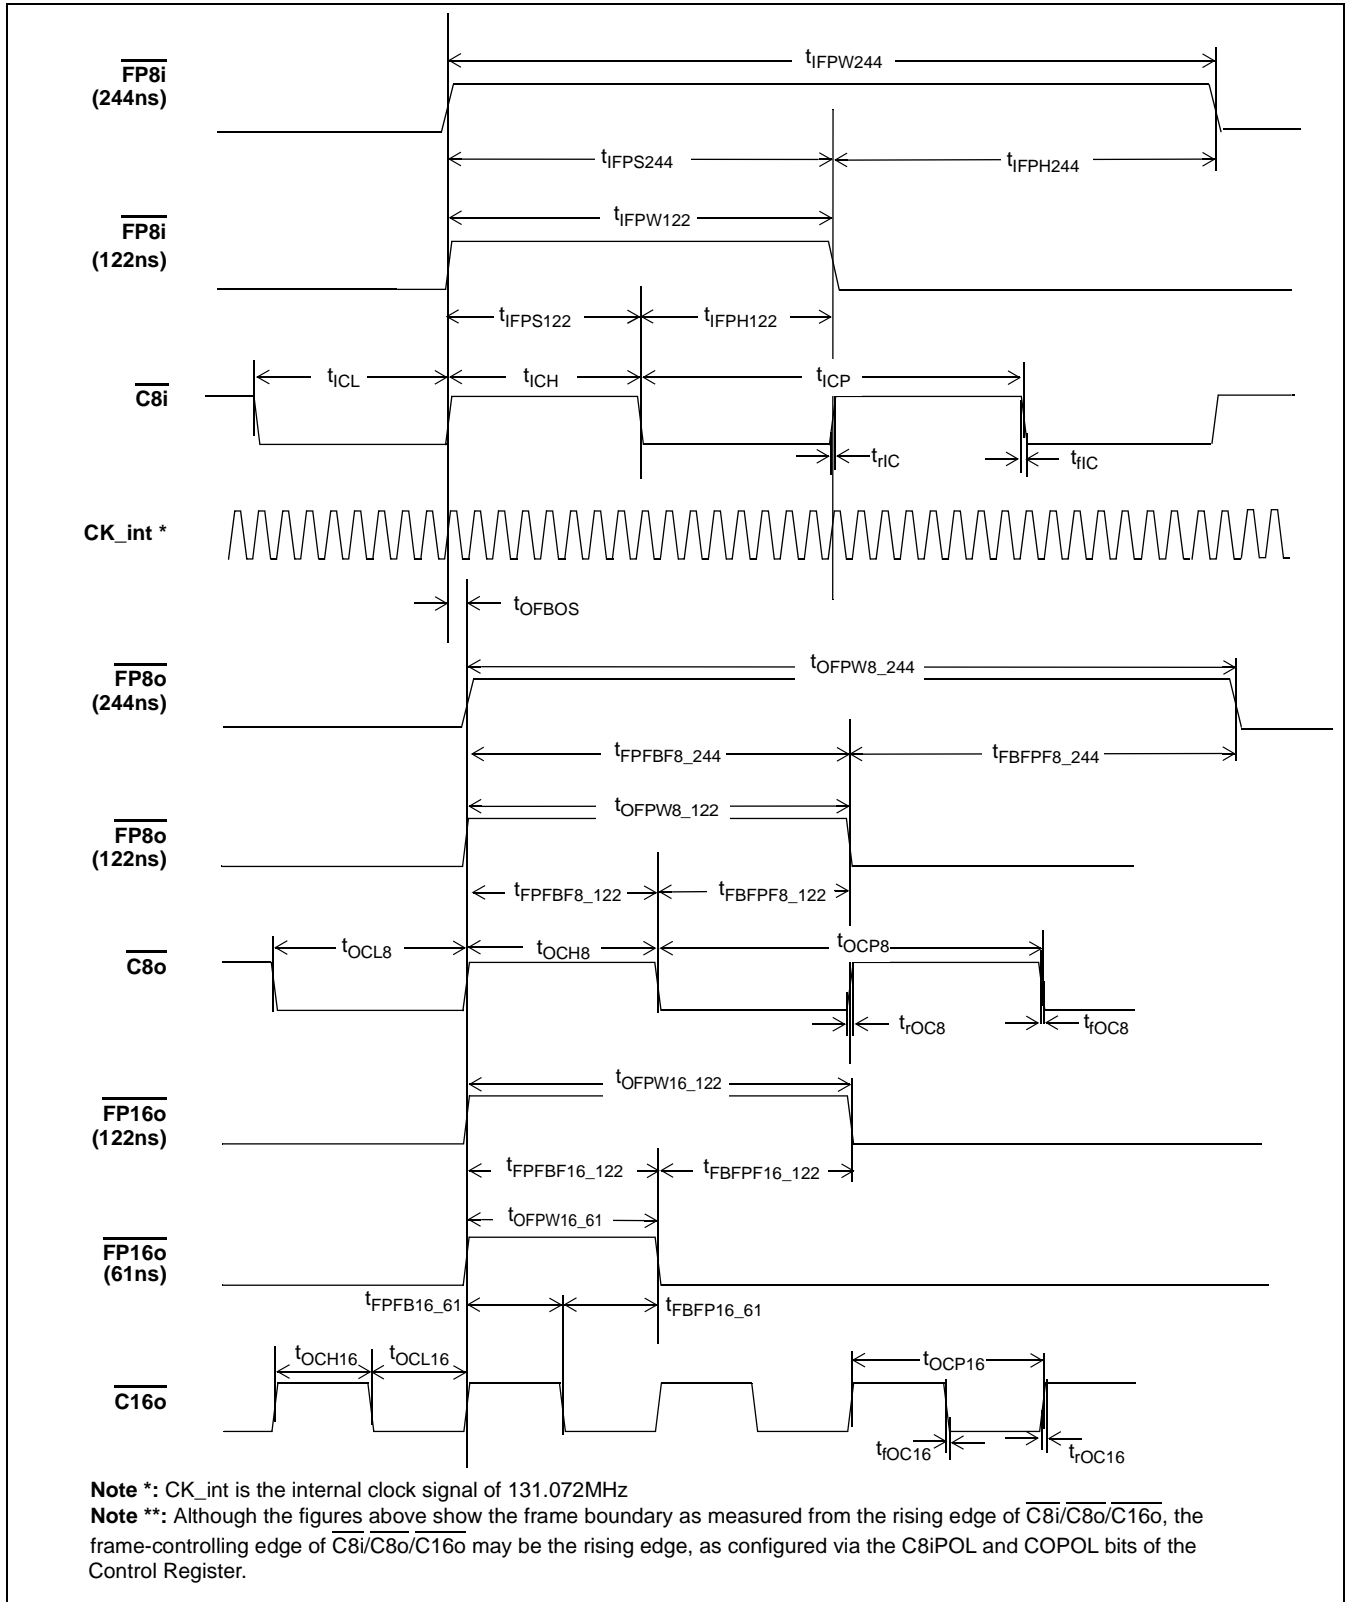 tIFPW244
FP8i
(244ns)
tIFPS244
tIFPH244
tIFPW122
FP8i
(122ns)
tIFPS122
tIFPH122
tICL
tICH
tICP
C8i
trIC
tfIC
CK_int *
tOFBOS
tOFPW8_244
FP8o
(244ns)
tFPFBF8_244
tFBFPF8_244
tOFPW8_122
FP8o
(122ns)
tFPFBF8_122
tFBFPF8_122
tOCL8
tOCH8
tOCP8
C8o
trOC8
tfOC8
tOFPW16_122
FP16o
(122ns)
tFPFBF16_122
tFBFPF16_122
tOFPW16_61
FP16o
(61ns)
tFPFB16_61
tFBFP16_61
tOCH16
tOCL16
tOCP16
C16o
tfOC16
trOC16
Note *: CK_int is the internal clock signal of 131.072MHz
Note **: Although the figures above show the frame boundary as measured from the rising edge of C8i/C8o/C16o, the
frame-controlling edge of C8i/C8o/C16o may be the rising edge, as configured via the C8iPOL and COPOL bits of the
Control Register.